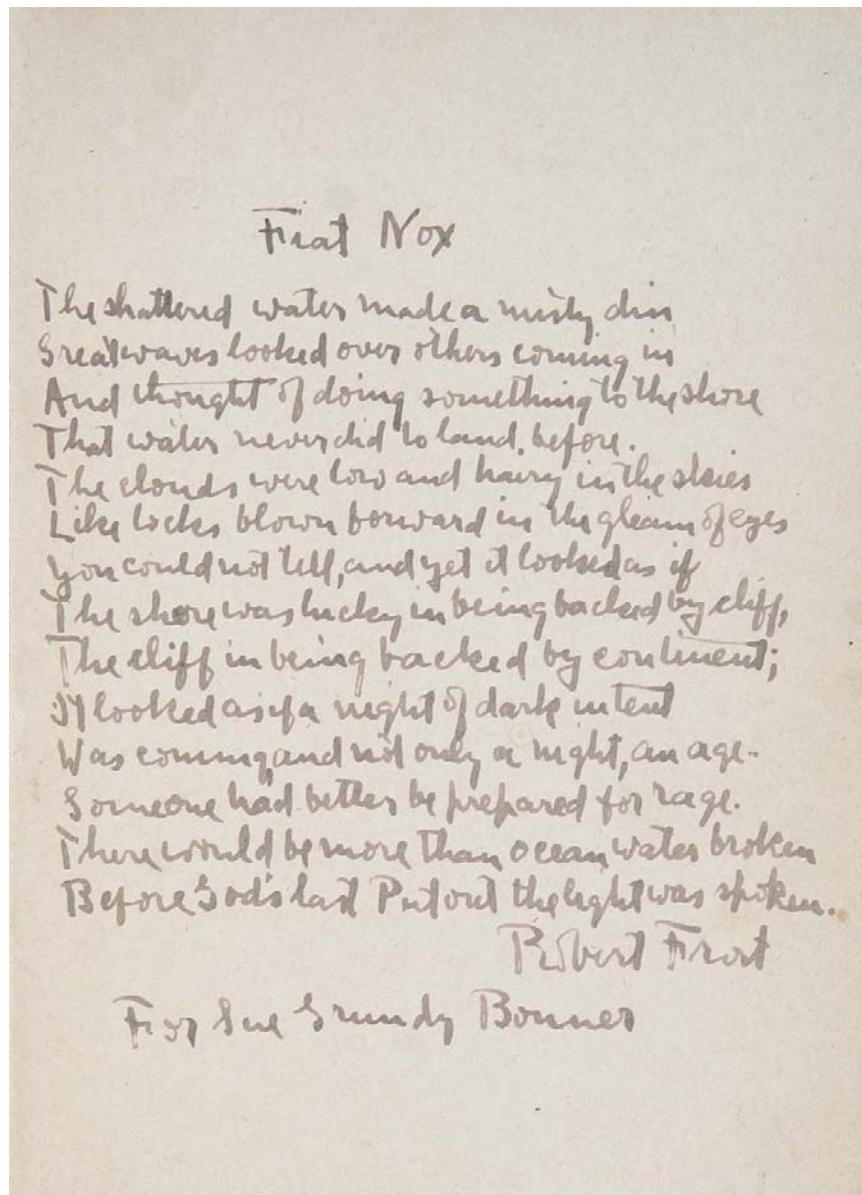 Fiat Nox
The shattered water made a misty din
Great waves looked over others coming in
And thought of doing something to the shore
That water never did to land before.
The clouds were low and hairy in the skies
Like locks blown forward in the gleam of eyes
You could not tell, and yet it looked as if
The shore was lucky in being backed by cliff,
The cliff in being backed by continent;
It looked as if a night of dark intent
Was coming, and not only a night, an age.
Someone had better be prepared for rage.
There would be more than ocean water broken
Before God's last Put out the light was spoken.
Robert Frost
For Sue Grundy Bonner